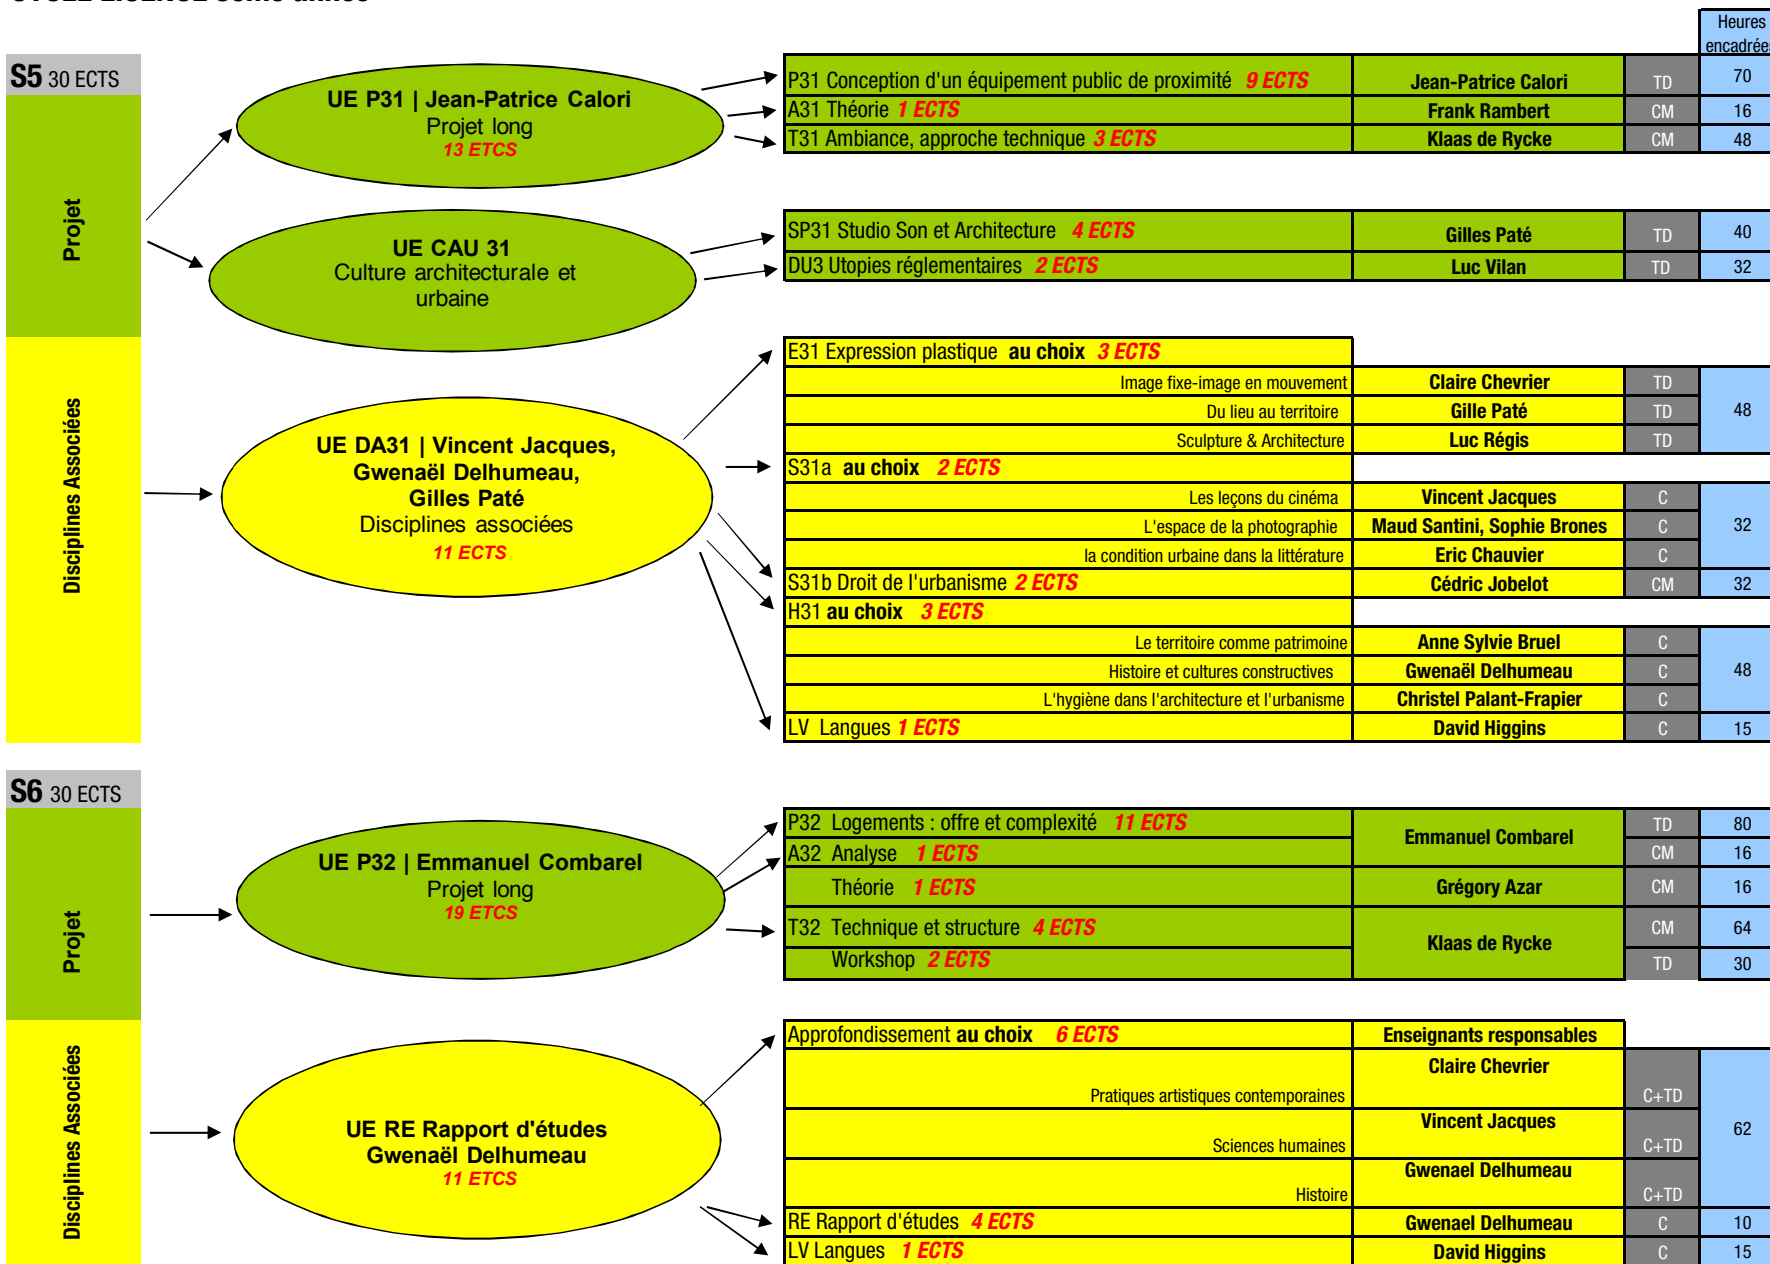 CYCLE LICENCE 3ème année
Heures
encadrées
S5 30 ECTS
Projet
UE P31 | Jean-Patrice Calori
Projet long
13 ETCS
P31 Conception d'un équipement public de proximité 9 ECTS Jean-Patrice Calori TD 70
A31 Théorie 1 ECTS Frank Rambert CM 16
T31 Ambiance, approche technique 3 ECTS Klaas de Rycke CM 48
UE CAU 31
Culture architecturale et
urbaine
SP31 Studio Son et Architecture 4 ECTS Gilles Paté TD 40
DU3 Utopies réglementaires 2 ECTS Luc Vilan TD 32
Disciplines Associées
UE DA31 | Vincent Jacques,
Gwenaël Delhumeau,
Gilles Paté
Disciplines associées
11 ECTS
E31 Expression plastique au choix 3 ECTS
Image fixe-image en mouvement Claire Chevrier TD
Du lieu au territoire Gille Paté TD 48
Sculpture & Architecture Luc Régis TD
S31a au choix 2 ECTS
Les leçons du cinéma Vincent Jacques C
L'espace de la photographie Maud Santini, Sophie Brones C 32
la condition urbaine dans la littérature Eric Chauvier C
S31b Droit de l'urbanisme 2 ECTS Cédric Jobelot CM 32
H31 au choix 3 ECTS
Le territoire comme patrimoine Anne Sylvie Bruel C
Histoire et cultures constructives Gwenaël Delhumeau C 48
L'hygiène dans l'architecture et l'urbanisme Christel Palant-Frapier C
LV Langues 1 ECTS David Higgins C 15
S6 30 ECTS
Projet
UE P32 | Emmanuel Combarel
Projet long
19 ETCS
P32 Logements : offre et complexité 11 ECTS Emmanuel Combarel TD 80
A32 Analyse 1 ECTS CM 16
Théorie 1 ECTS Grégory Azar CM 16
T32 Technique et structure 4 ECTS Klaas de Rycke CM 64
Workshop 2 ECTS TD 30
Disciplines Associées
UE RE Rapport d'études
Gwenaël Delhumeau
11 ETCS
Approfondissement au choix 6 ECTS Enseignants responsables
Pratiques artistiques contemporaines Claire Chevrier C+TD
Sciences humaines Vincent Jacques C+TD 62
Histoire Gwenael Delhumeau C+TD
RE Rapport d'études 4 ECTS Gwenael Delhumeau C 10
LV Langues 1 ECTS David Higgins C 15